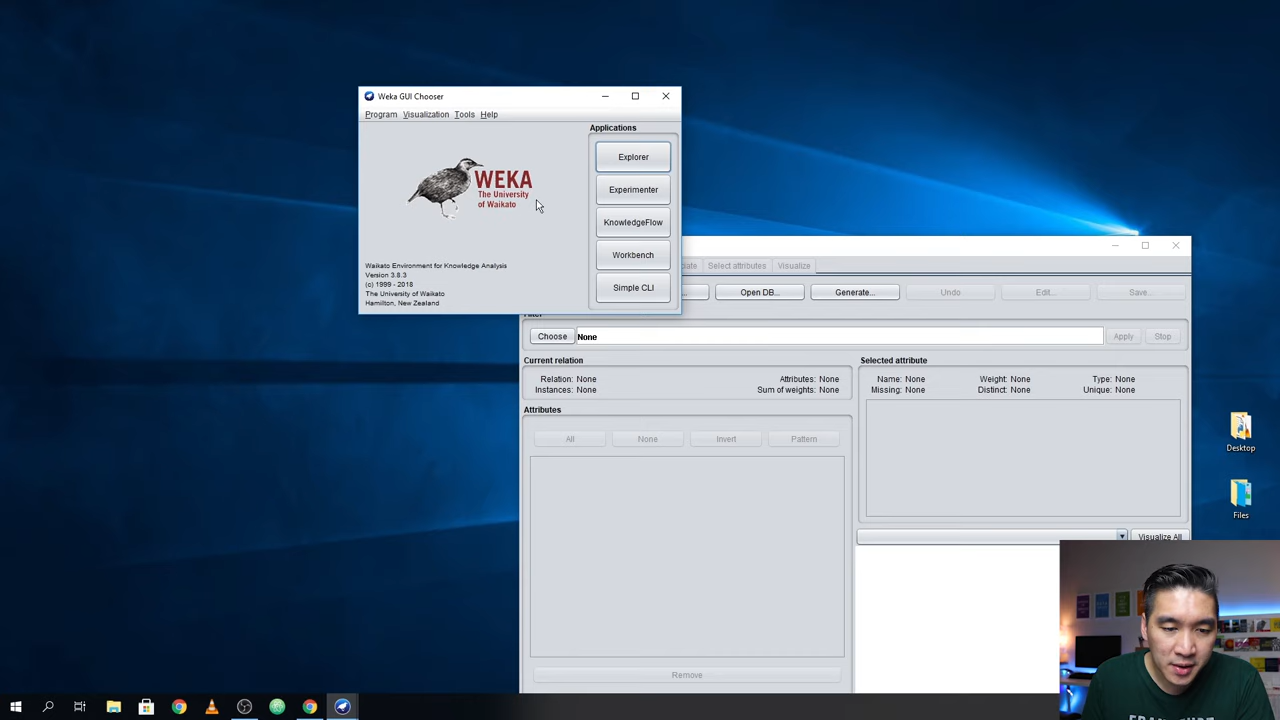 Weka GUI Chooser
Program Visualization Tools Help
Applications
Explorer
WEKA
The University
of Waikato
Experimenter
KnowledgeFlow
Workbench
Simple CLI
Waikato Environment for Knowledge Analysis
Version 3.8.3
(c) 1999 - 2018
The University of Waikato
Hamilton, New Zealand
Select attributes Visualize
... Open DB... Generate... Undo Edit... Save...
Filter
Choose None Apply Stop
Current relation
Relation: None Attributes: None
Instances: None Sum of weights: None
Selected attribute
Name: None Weight: None Type: None
Missing: None Distinct: None Unique: None
Attributes
All None Invert Pattern
Remove
Visualize All
Desktop
Files